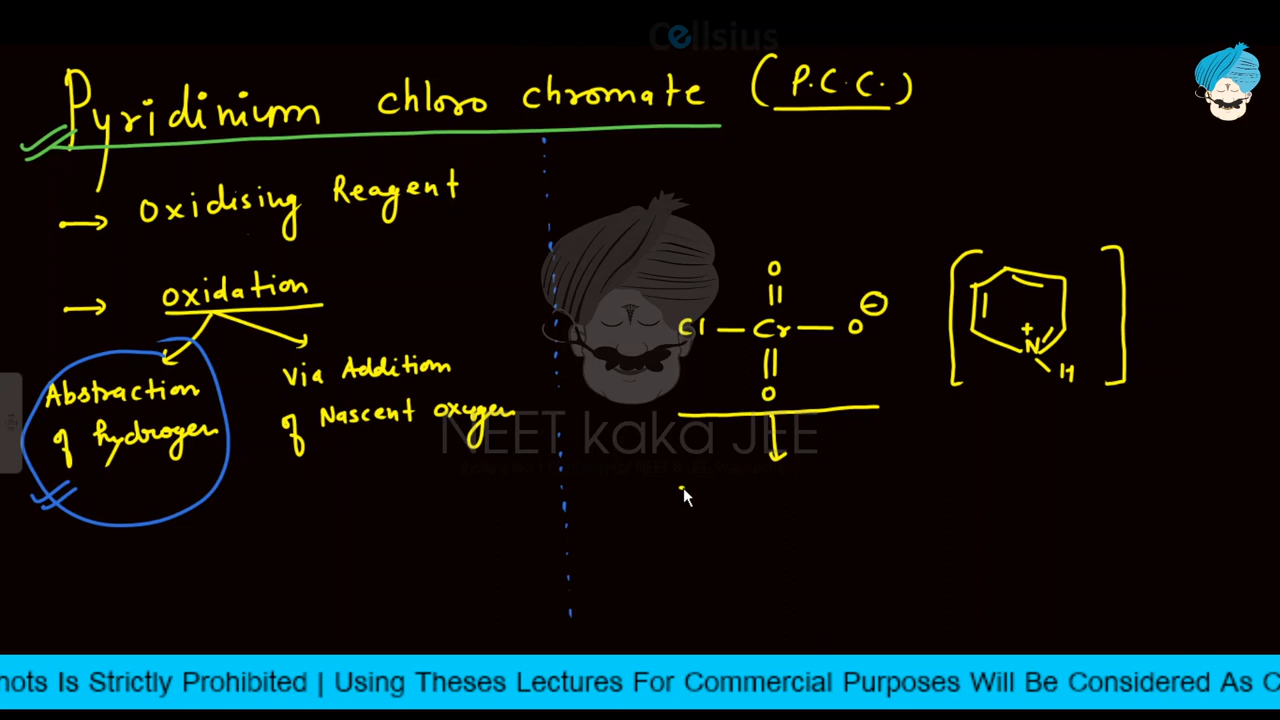 Cellsius
Pyridinium chloro chromate (P.C.C.)
→ Oxidising Reagent
→ oxidation
Abstraction
of hydrogen
Via Addition
of Nascent oxygen
O
Cl — Cr — O ⊖
O
+
N
H
NEET kaka JEE
nots Is Strictly Prohibited | Using Theses Lectures For Commercial Purposes Will Be Considered As C